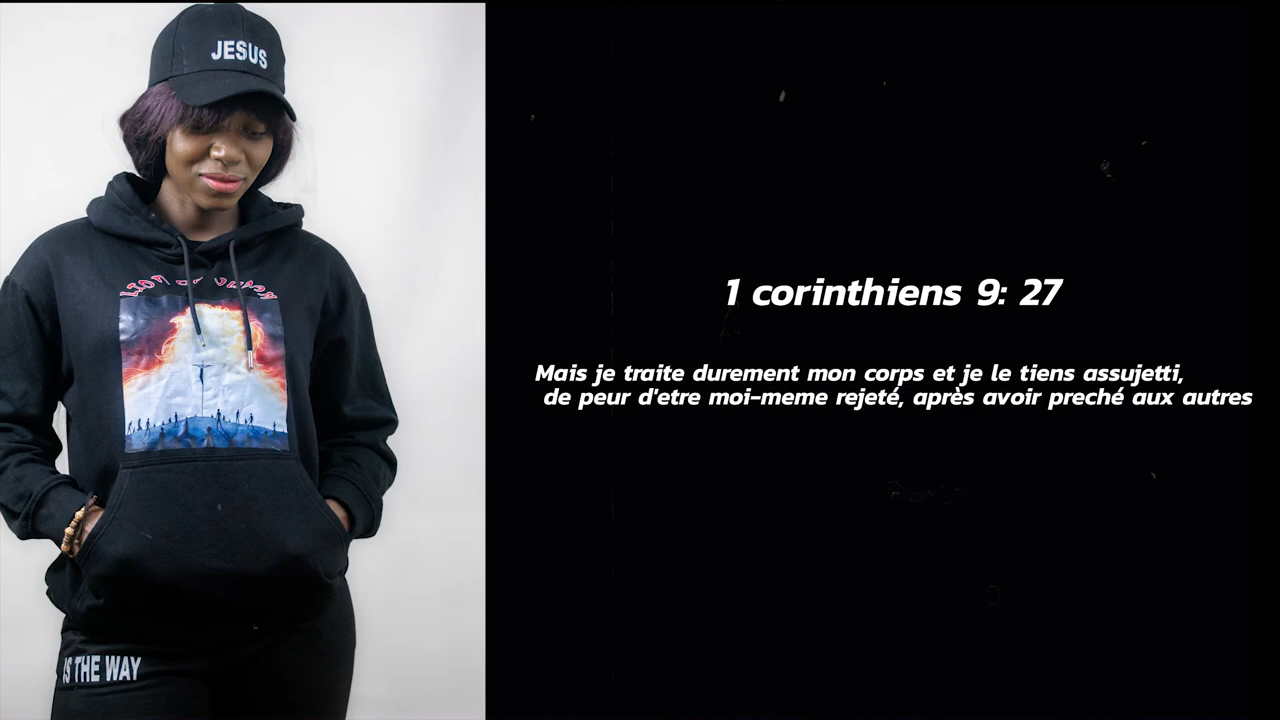 JESUS
IS THE WAY
1 corinthiens 9: 27
Mais je traite durement mon corps et je le tiens assujetti,
de peur d'etre moi-meme rejeté, après avoir preché aux autres